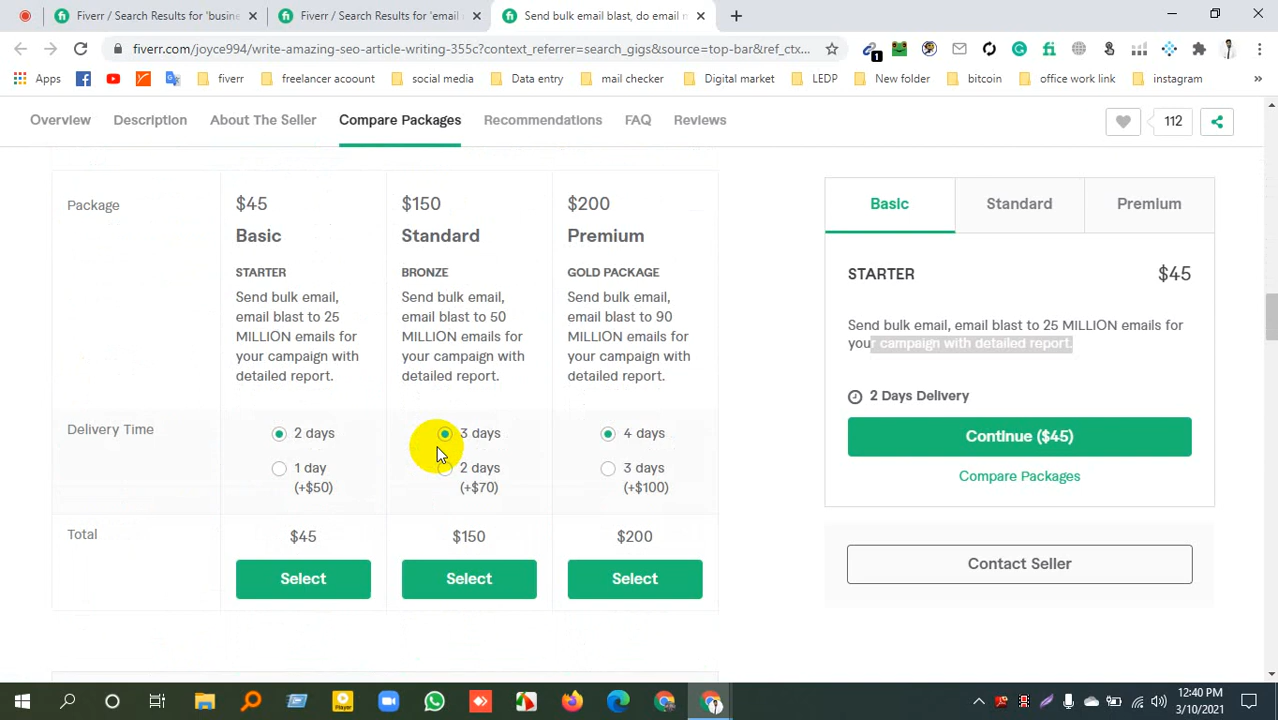 Fiverr / Search Results for 'busine
Fiverr / Search Results for 'email
Send bulk email blast, do email m
fiverr.com/joyce994/write-amazing-seo-article-writing-355c?context_referrer=search_gigs&source=top-bar&ref_ctx...
1
Apps
fiverr
freelancer acoount
social media
Data entry
mail checker
Digital market
LEDP
New folder
bitcoin
office work link
instagram
»
Overview
Description
About The Seller
Compare Packages
Recommendations
FAQ
Reviews
112
Package
$45
Basic
STARTER
Send bulk email,
email blast to 25
MILLION emails for
your campaign with
detailed report.
$150
Standard
BRONZE
Send bulk email,
email blast to 50
MILLION emails for
your campaign with
detailed report.
$200
Premium
GOLD PACKAGE
Send bulk email,
email blast to 90
MILLION emails for
your campaign with
detailed report.
Delivery Time
2 days
1 day
(+$50)
3 days
2 days
(+$70)
4 days
3 days
(+$100)
Total
$45
$150
$200
Select
Select
Select
Basic
Standard
Premium
STARTER
$45
Send bulk email, email blast to 25 MILLION emails for
your campaign with detailed report.
2 Days Delivery
Continue ($45)
Compare Packages
Contact Seller
Player
12:40 PM
3/10/2021